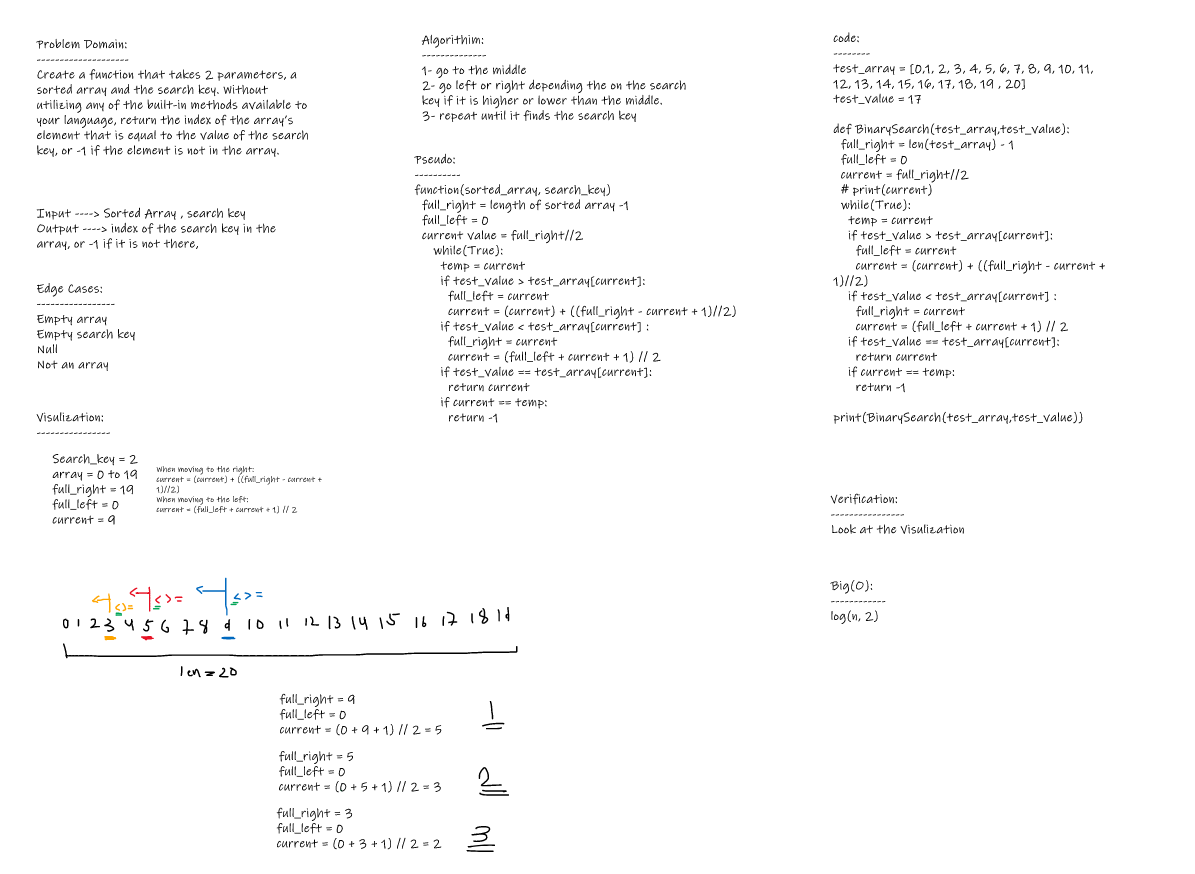 Problem Domain:
-------------------
Create a function that takes 2 parameters, a
sorted array and the search key. Without
utilizing any of the built-in methods available to
your language, return the index of the array's
element that is equal to the value of the search
key, or -1 if the element is not in the array.
Input ----> Sorted Array , search key
Output ----> index of the search key in the
array, or -1 if it is not there,
Edge Cases:
----------------
Empty array
Empty search key
Null
Not an array
Visulization:
---------------
Search_key = 2
array = 0 to 19
full_right = 19
full_left = 0
current = 9
When moving to the right:
current = (current) + ((full_right - current +
1)//2)
When moving to the left:
current = (full_left + current + 1) // 2
< > =
< > =
< > =
0 1 2 3 4 5 6 7 8 9 10 11 12 13 14 15 16 17 18 19
len = 20
full_right = 9
full_left = 0
current = (0 + 9 + 1) // 2 = 5
1
full_right = 5
full_left = 0
current = (0 + 5 + 1) // 2 = 3
2
full_right = 3
full_left = 0
current = (0 + 3 + 1) // 2 = 2
3
Algorithim:
-------------
1- go to the middle
2- go left or right depending the on the search
key if it is higher or lower than the middle.
3- repeat until it finds the search key
Pseudo:
----------
function(sorted_array, search_key)
full_right = length of sorted array -1
full_left = 0
current value = full_right//2
while(True):
temp = current
if test_value > test_array[current]:
full_left = current
current = (current) + ((full_right - current + 1)//2)
if test_value < test_array[current] :
full_right = current
current = (full_left + current + 1) // 2
if test_value == test_array[current]:
return current
if current == temp:
return -1
code:
--------
test_array = [0,1, 2, 3, 4, 5, 6, 7, 8, 9, 10, 11,
12, 13, 14, 15, 16, 17, 18, 19 , 20]
test_value = 17
def BinarySearch(test_array,test_value):
full_right = len(test_array) - 1
full_left = 0
current = full_right//2
# print(current)
while(True):
temp = current
if test_value > test_array[current]:
full_left = current
current = (current) + ((full_right - current +
1)//2)
if test_value < test_array[current] :
full_right = current
current = (full_left + current + 1) // 2
if test_value == test_array[current]:
return current
if current == temp:
return -1
print(BinarySearch(test_array,test_value))
Verification:
---------------
Look at the Visulization
Big(O):
------------
log(n, 2)